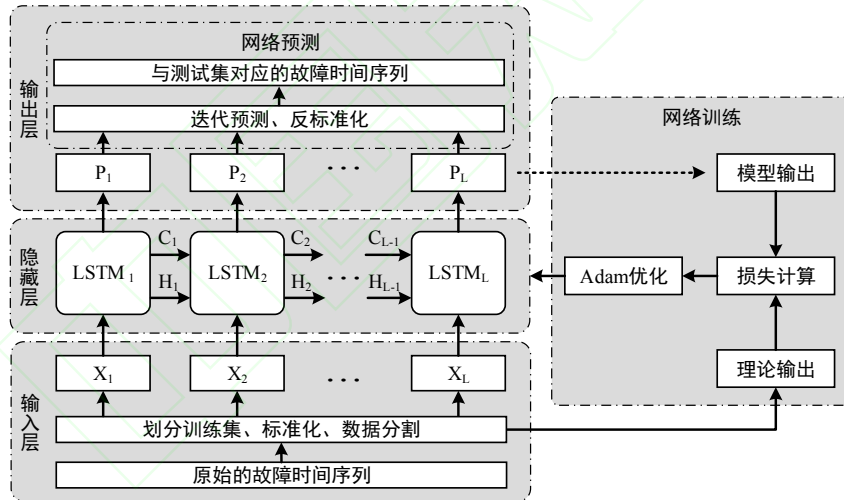 网络预测
与测试集对应的故障时间序列
迭代预测、反标准化
输出层
P1 P2 ··· PL
网络训练
模型输出
损失计算
Adam优化
理论输出
隐藏层
C1 C2 CL-1
LSTM1 LSTM2 ··· LSTML
H1 H2 ··· HL-1
输入层
X1 X2 ··· XL
划分训练集、标准化、数据分割
原始的故障时间序列